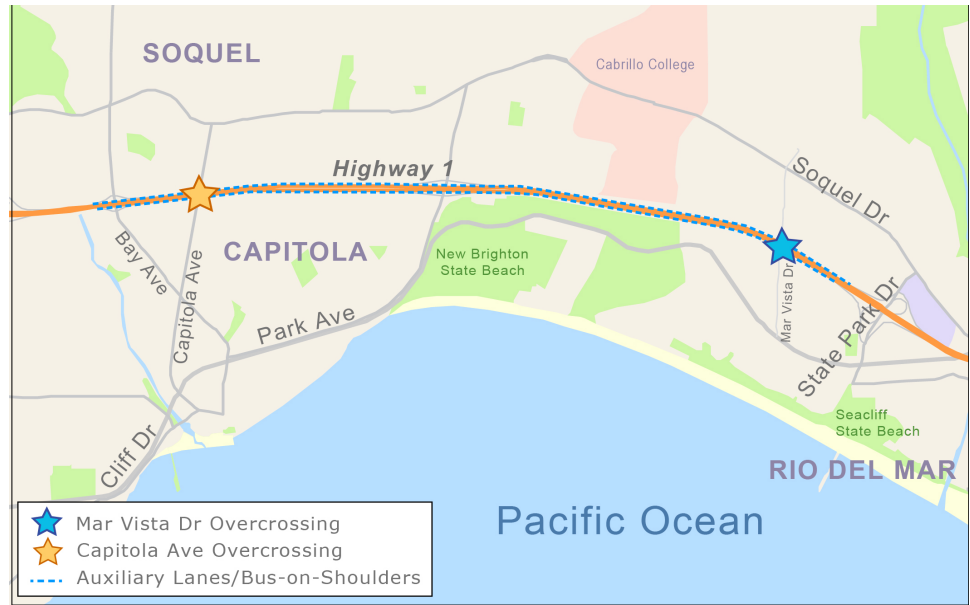 SOQUEL
Cabrillo College
Highway 1
Soquel Dr
Bay Ave
CAPITOLA
New Brighton
State Beach
Capitola Ave
Mar Vista Dr
Park Ave
State Park Dr
Cliff Dr
Seacliff
State Beach
RIO DEL MAR
Pacific Ocean
Mar Vista Dr Overcrossing
Capitola Ave Overcrossing
Auxiliary Lanes/Bus-on-Shoulders